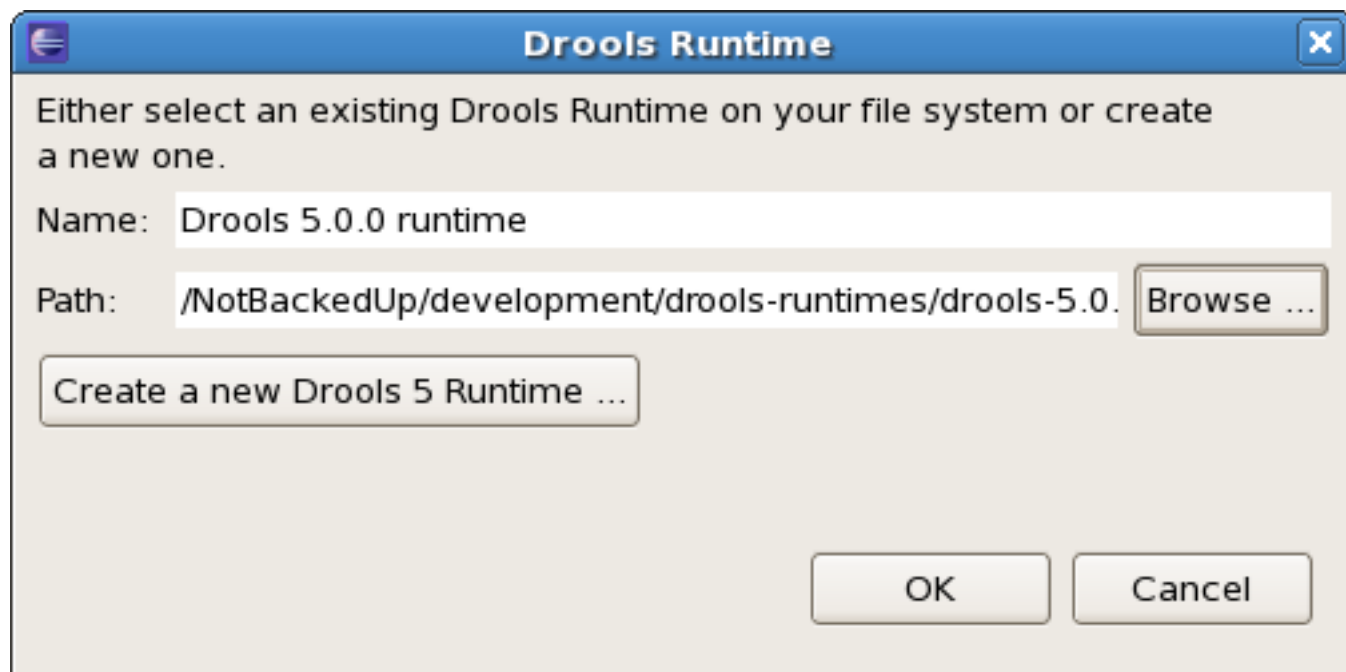 Drools Runtime
Either select an existing Drools Runtime on your file system or create
a new one.
Name: Drools 5.0.0 runtime
Path: /NotBackedUp/development/drools-runtimes/drools-5.0. Browse ...
Create a new Drools 5 Runtime ...
OK Cancel